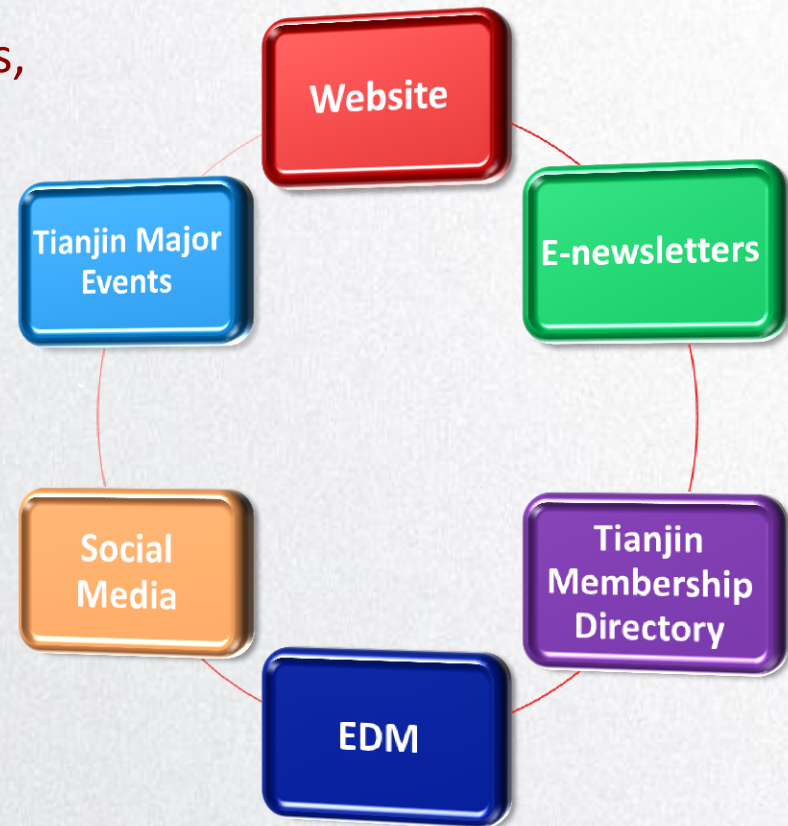 s,
Website
E-newsletters
Tianjin
Membership
Directory
EDM
Social
Media
Tianjin Major
Events